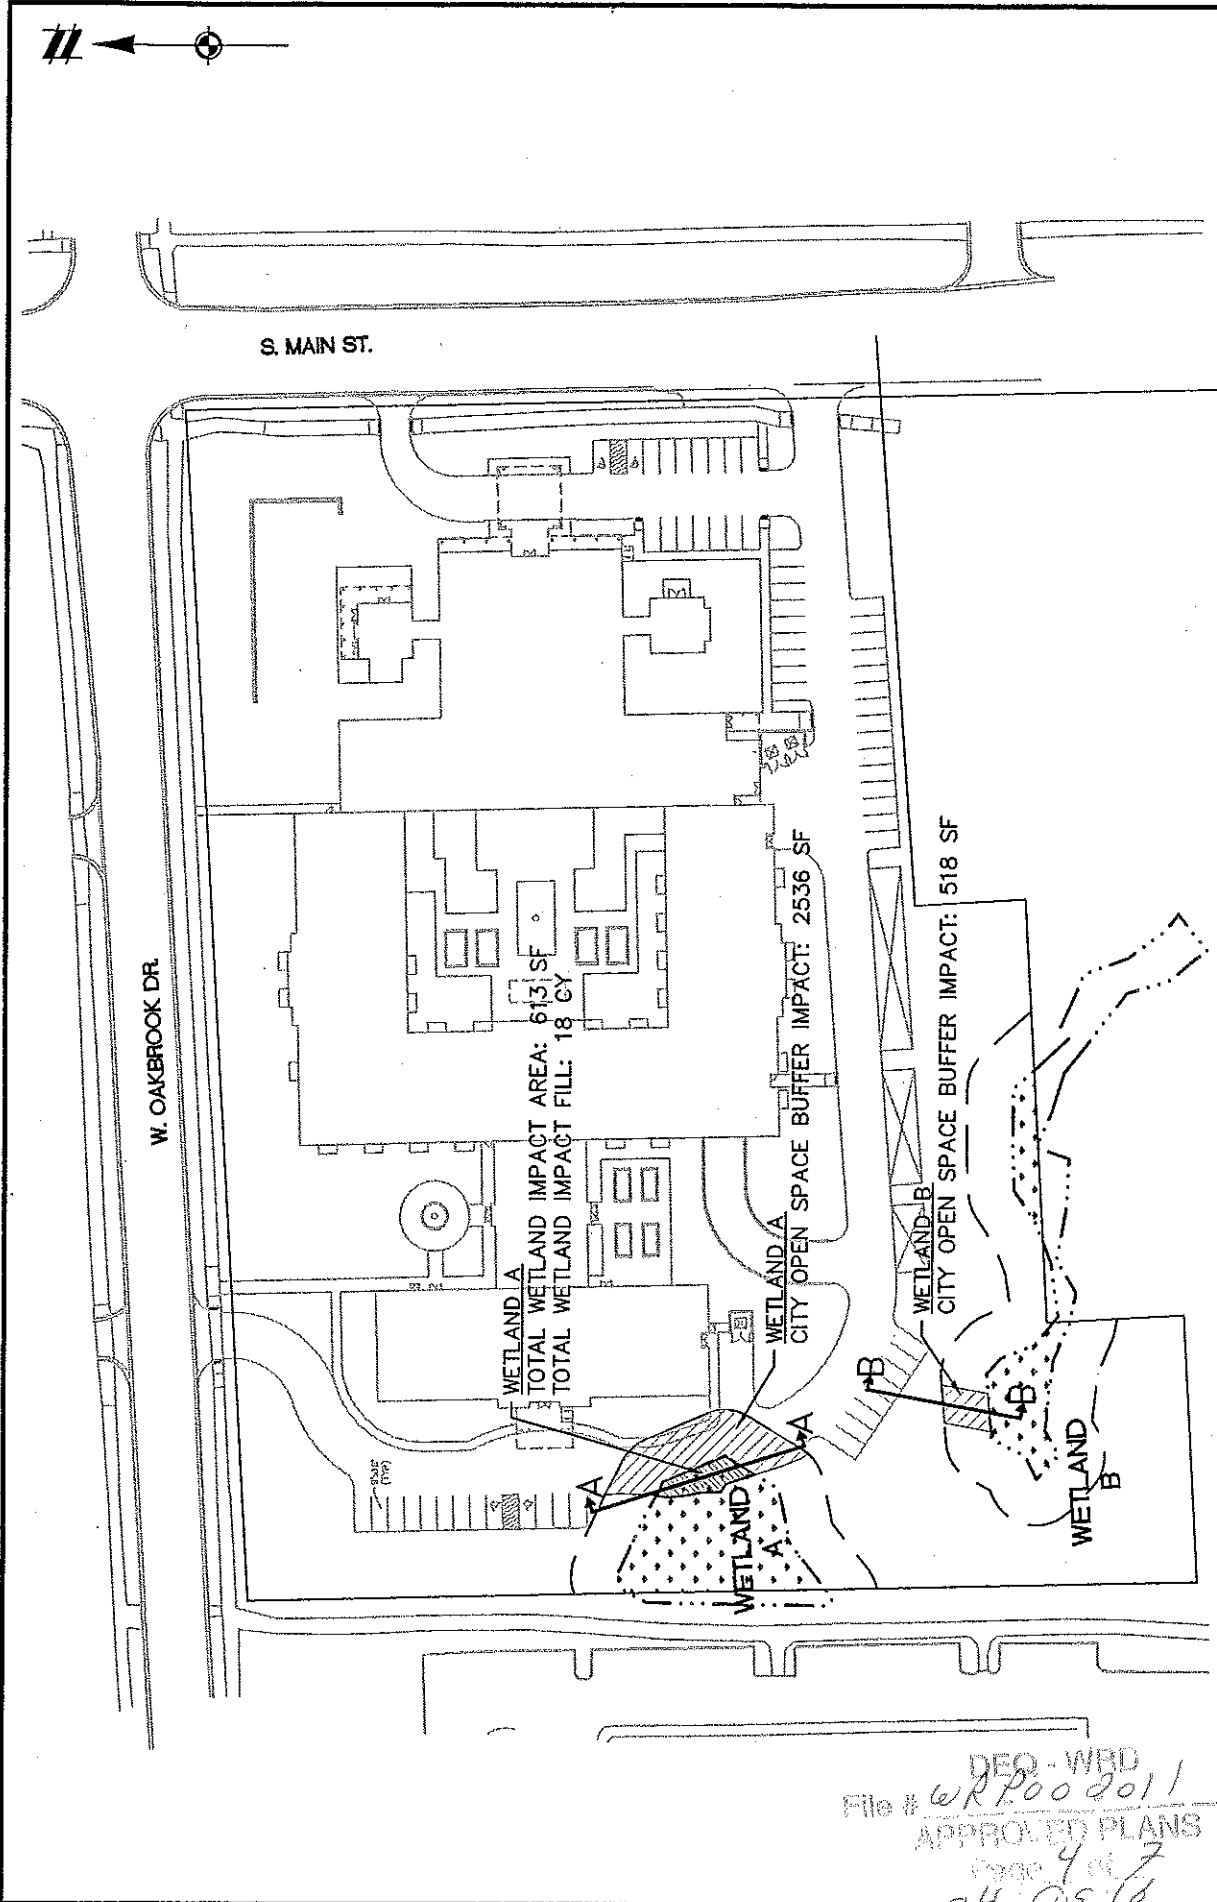 N
S. MAIN ST.
W. OAKBROOK DR.
WETLAND A
TOTAL WETLAND IMPACT AREA: 613 SF
TOTAL WETLAND IMPACT FILL: 18 CY
WETLAND A
CITY OPEN SPACE BUFFER IMPACT: 2536 SF
WETLAND B
CITY OPEN SPACE BUFFER IMPACT: 518 SF
A
A
B
B
WETLAND
A
WETLAND
B
(TYP)
DEQ - WRD
File # WRP002011
APPROVED PLANS
Page 4 of 7